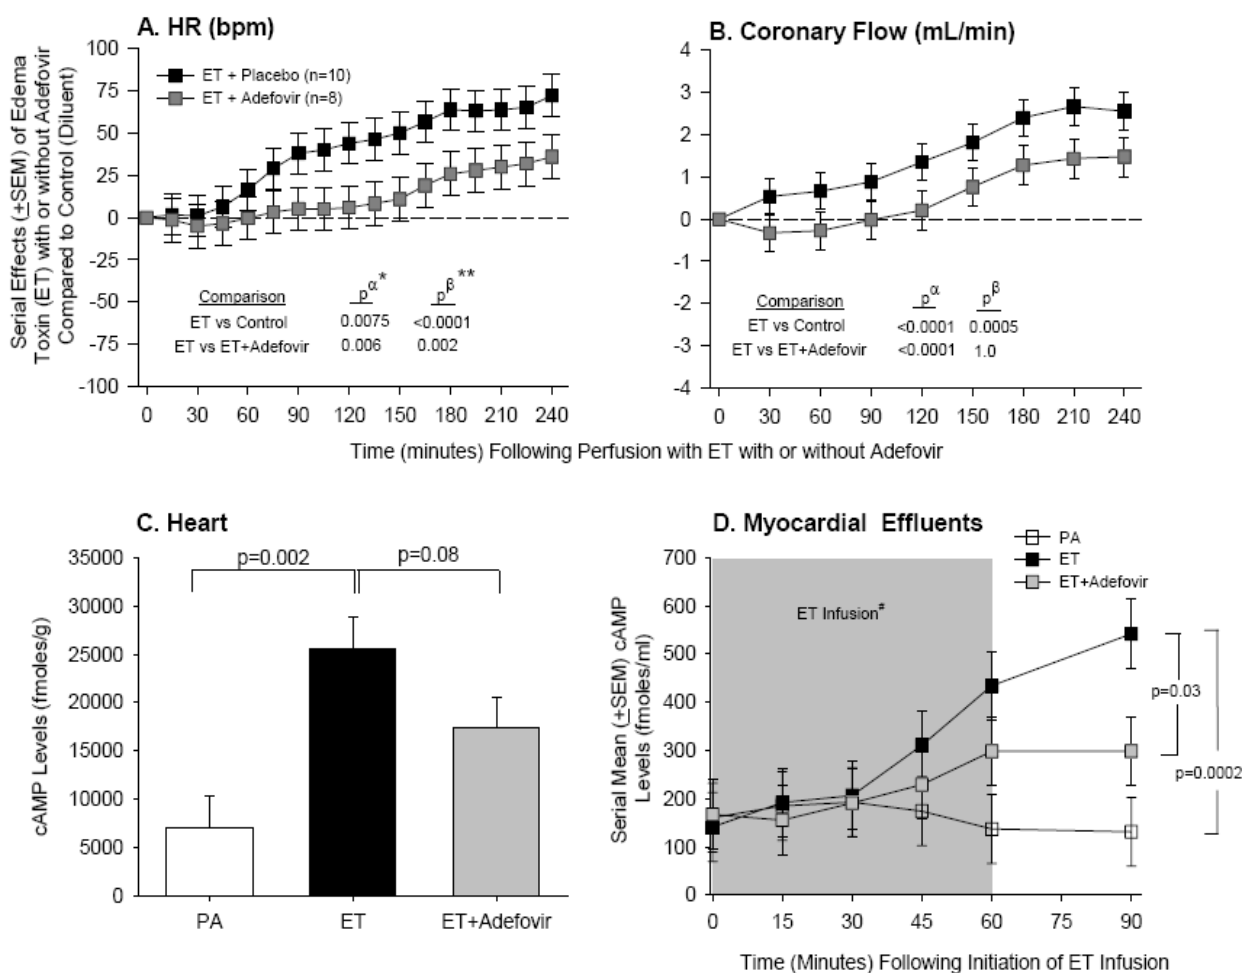 A. HR (bpm)
B. Coronary Flow (mL/min)
Serial Effects (±SEM) of Edema
Toxin (ET) with or without Adefovir
Compared to Control (Diluent)
100
75
50
25
0
-25
-50
-75
-100
ET + Placebo (n=10)
ET + Adefovir (n=8)
Comparison pα* pβ**
ET vs Control 0.0075 <0.0001
ET vs ET+Adefovir 0.006 0.002
0 30 60 90 120 150 180 210 240
4
3
2
1
0
-1
-2
-3
-4
Comparison pα pβ
ET vs Control <0.0001 0.0005
ET vs ET+Adefovir <0.0001 1.0
0 30 60 90 120 150 180 210 240
Time (minutes) Following Perfusion with ET with or without Adefovir
C. Heart
cAMP Levels (fmoles/g)
35000
30000
25000
20000
15000
10000
5000
0
p=0.002 p=0.08
PA ET ET+Adefovir
D. Myocardial Effluents
PA
ET
ET+Adefovir
Serial Mean (±SEM) cAMP
Levels (fmoles/ml)
700
600
500
400
300
200
100
0
ET Infusion#
p=0.03
p=0.0002
0 15 30 45 60 75 90
Time (Minutes) Following Initiation of ET Infusion